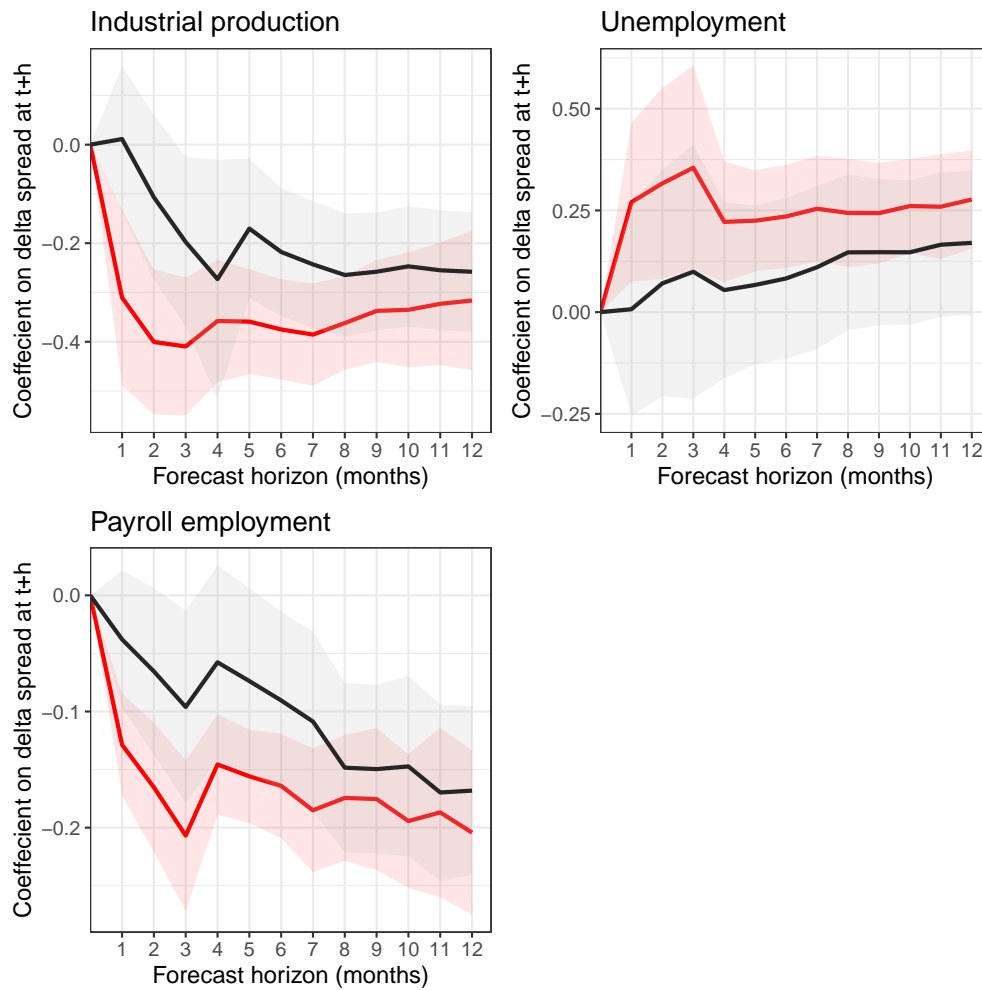 Industrial production
Coeffecient on delta spread at t+h
0.0
−0.2
−0.4
1 2 3 4 5 6 7 8 9 10 11 12
Forecast horizon (months)
Unemployment
Coeffecient on delta spread at t+h
0.50
0.25
0.00
−0.25
1 2 3 4 5 6 7 8 9 10 11 12
Forecast horizon (months)
Payroll employment
Coeffecient on delta spread at t+h
0.0
−0.1
−0.2
1 2 3 4 5 6 7 8 9 10 11 12
Forecast horizon (months)